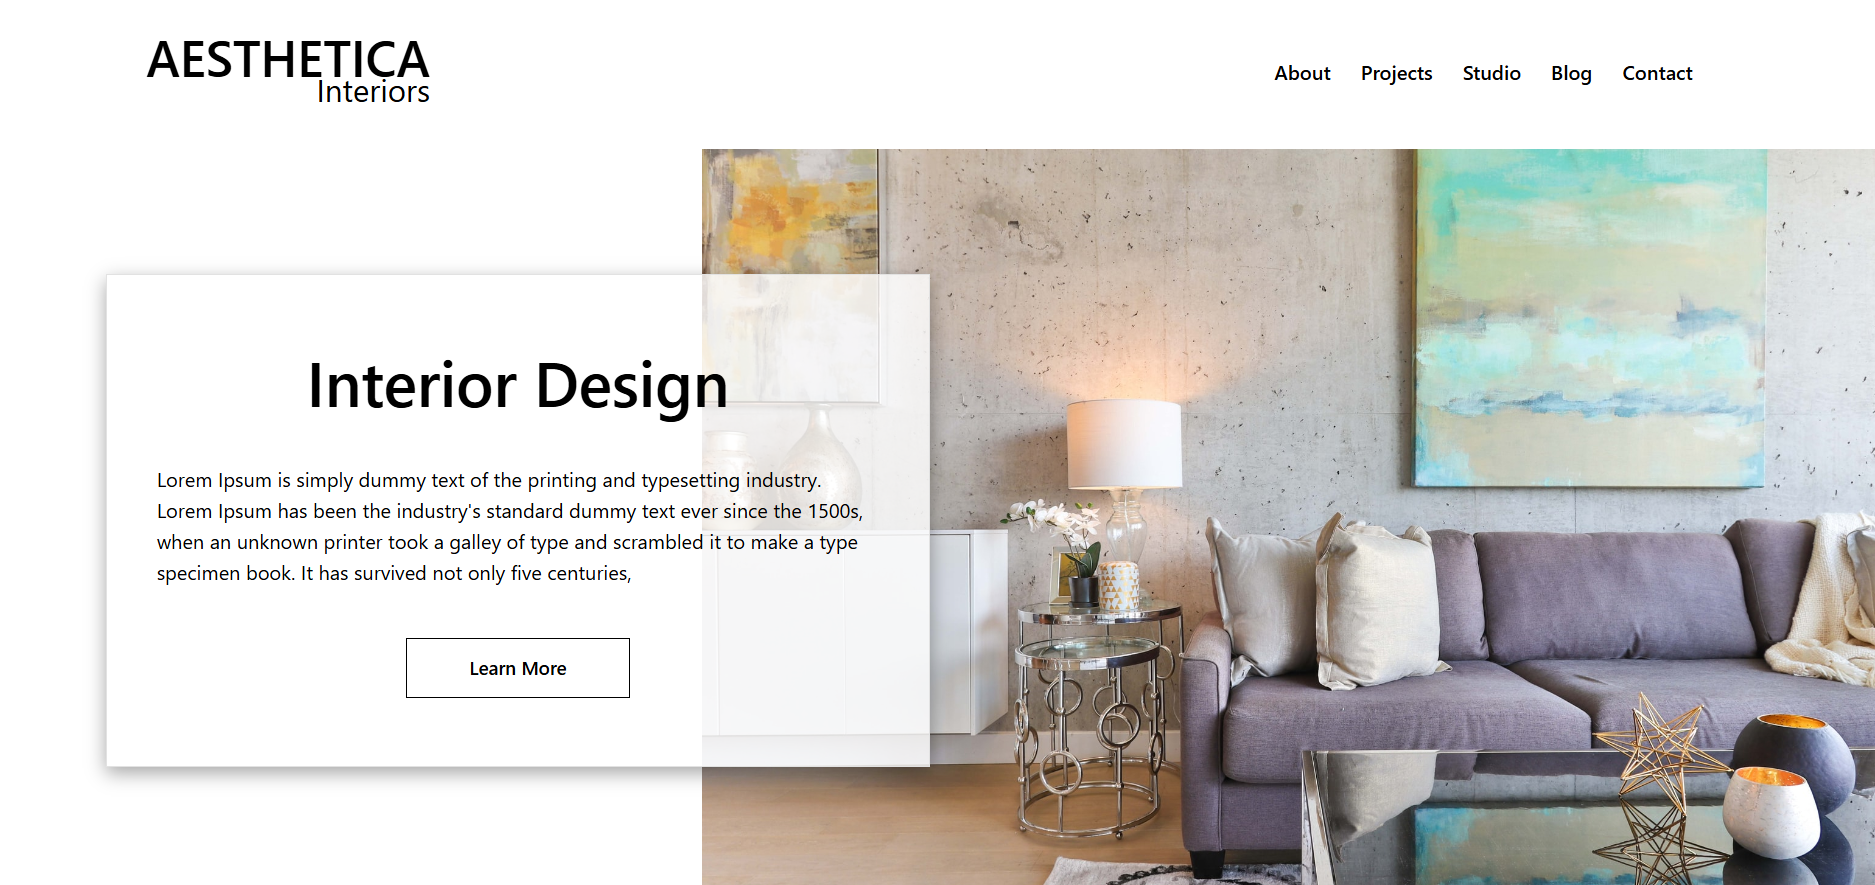 AESTHETICA
Interiors
About Projects Studio Blog Contact
Interior Design
Lorem Ipsum is simply dummy text of the printing and typesetting industry.
Lorem Ipsum has been the industry's standard dummy text ever since the 1500s,
when an unknown printer took a galley of type and scrambled it to make a type
specimen book. It has survived not only five centuries,
Learn More